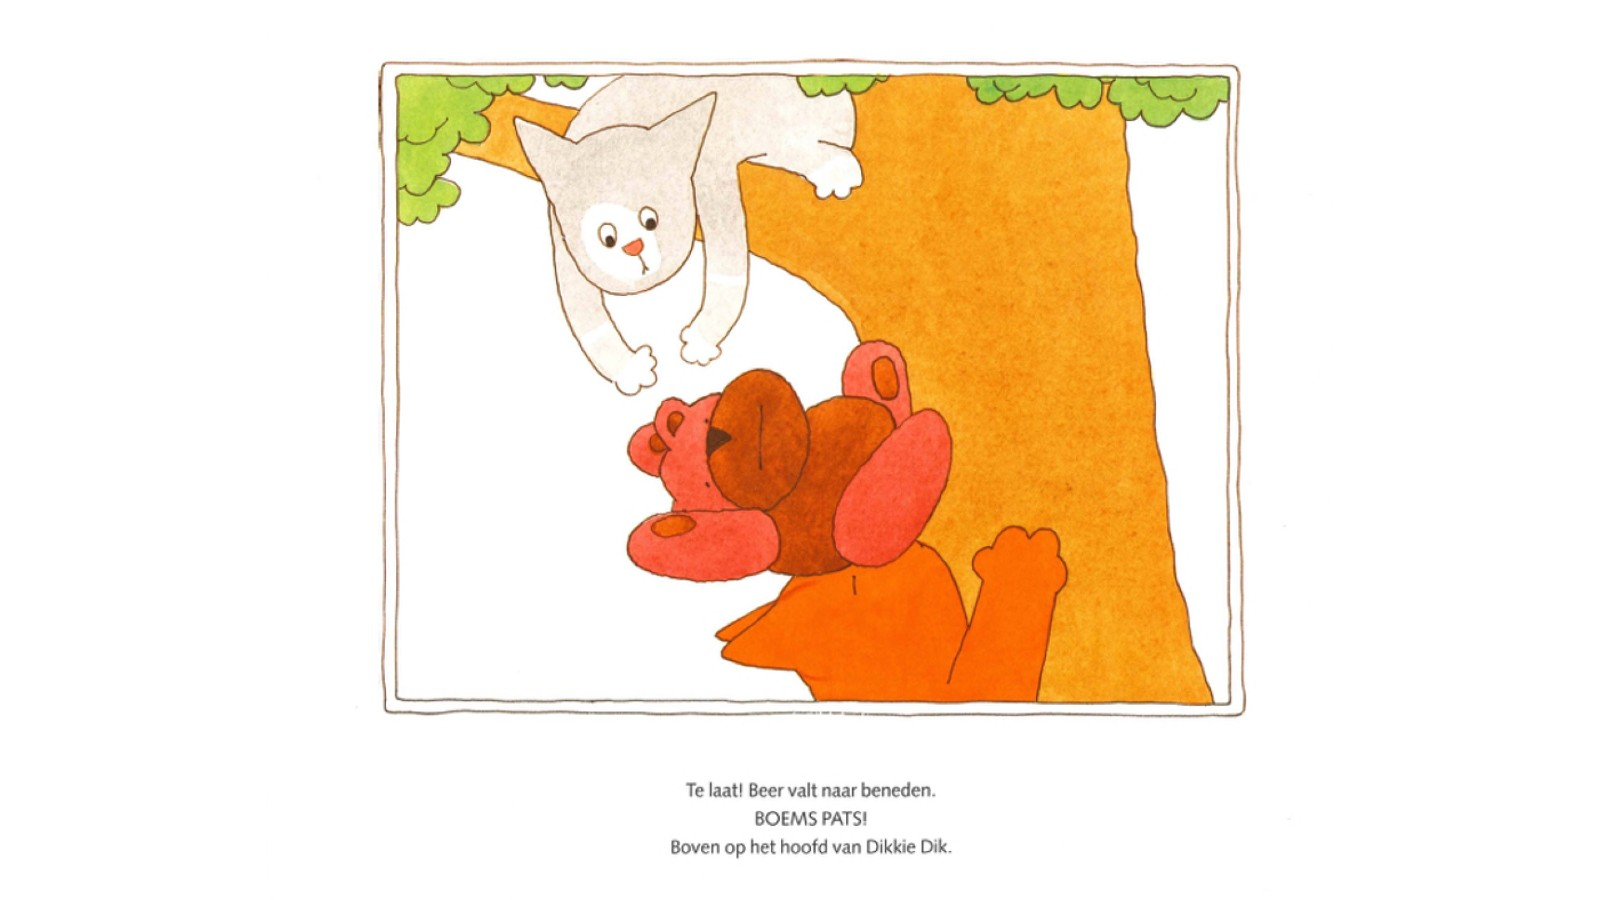 Te laat! Beer valt naar beneden.
BOEMS PATS!
Boven op het hoofd van Dikkie Dik.